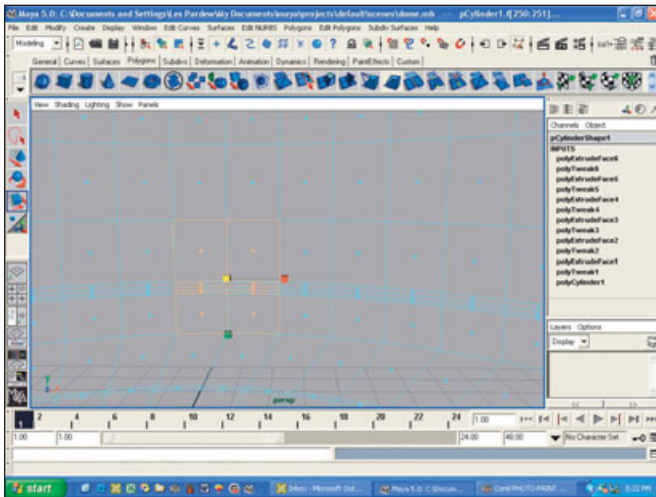 Maya 5.0: C:\Documents and Settings\Les Pardew\My Documents\maya\projects\default\scenes\dome.mb --- pCylinder1.f[250:251]...
File Edit Modify Create Display Window Edit Curves Surfaces Edit NURBS Polygons Edit Polygons Subdiv Surfaces Help
Modeling
General Curves Surfaces Polygons Subdivs Deformation Animation Dynamics Rendering PaintEffects Custom
View Shading Lighting Show Panels
Channels Object
pCylinderShape1
INPUTS
polyExtrudeFace6
polyTweak6
polyExtrudeFace5
polyTweak5
polyExtrudeFace4
polyTweak4
polyExtrudeFace3
polyTweak3
polyExtrudeFace2
polyTweak2
polyExtrudeFace1
polyTweak1
polyCylinder1
Layers Options
Display
persp
1 2 4 6 8 10 12 14 16 18 20 22 24 1.00
1.00 1.00 24.00 48.00 No Character Set
start Inbox - Microsoft Out... Maya 5.0: C:\Docum... Corel PHOTO-PAINT ... 5:22 PM